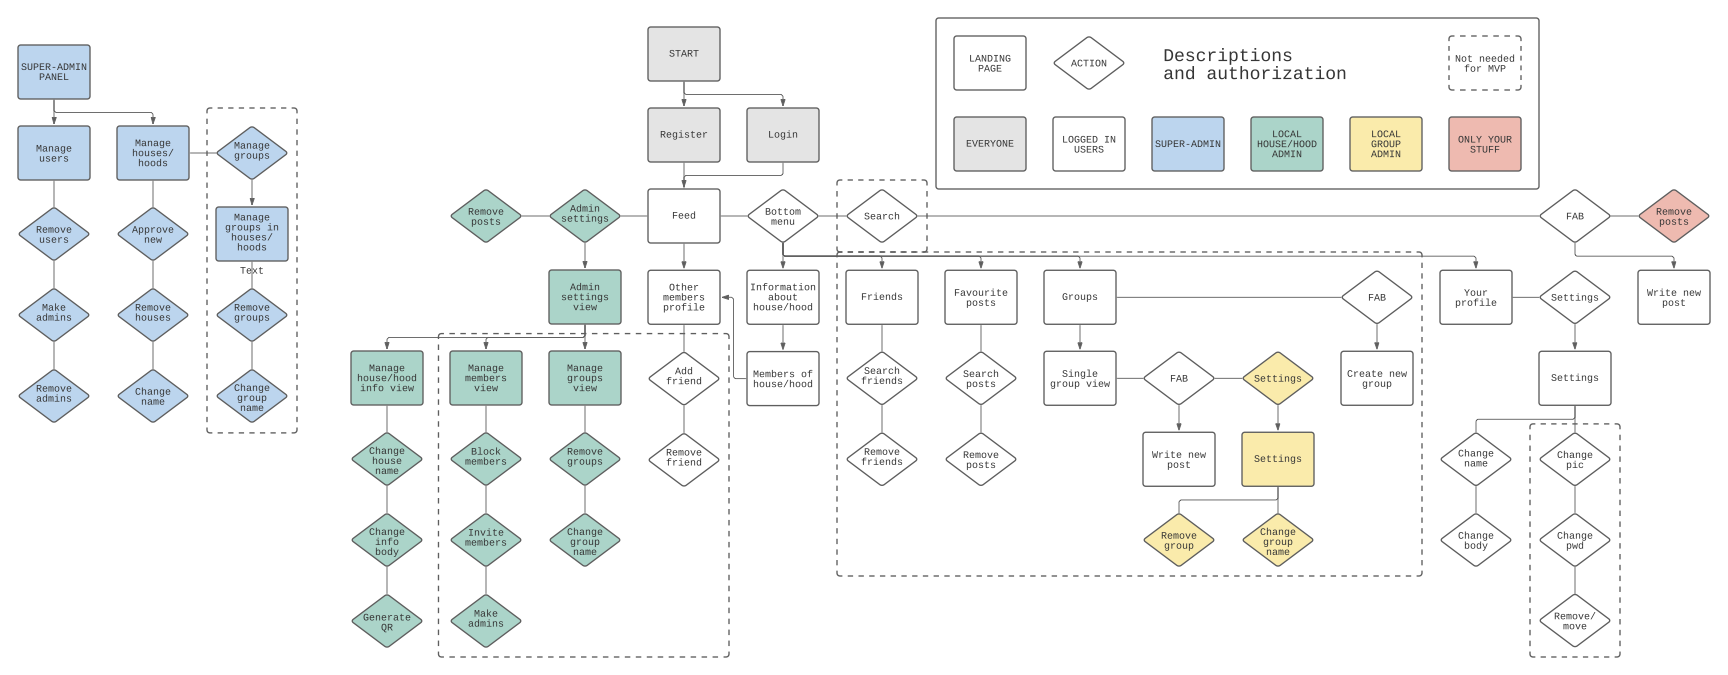 SUPER-ADMIN
PANEL
Manage
users
Remove
users
Make
admins
Remove
admins
Manage
houses/
hoods
Approve
new
Remove
houses
Change
name
Manage
groups
Manage
groups in
houses/
hoods
Text
Remove
groups
Change
group
name
START
Register
Login
LANDING
PAGE
ACTION
Descriptions
and authorization
Not needed
for MVP
EVERYONE
LOGGED IN
USERS
SUPER-ADMIN
LOCAL
HOUSE/HOOD
ADMIN
LOCAL
GROUP
ADMIN
ONLY YOUR
STUFF
Remove
posts
Admin
settings
Feed
Bottom
menu
Search
FAB
Remove
posts
Admin
settings
view
Other
members
profile
Information
about
house/hood
Friends
Favourite
posts
Groups
FAB
Your
profile
Settings
Write new
post
Manage
house/hood
info view
Manage
members
view
Manage
groups
view
Add
friend
Members of
house/hood
Search
friends
Search
posts
Single
group view
FAB
Settings
Create new
group
Settings
Change
house
name
Block
members
Remove
groups
Remove
friend
Remove
friends
Remove
posts
Write new
post
Settings
Change
name
Change
pic
Change
info
body
Invite
members
Change
group
name
Remove
group
Change
group
name
Change
body
Change
pwd
Generate
QR
Make
admins
Remove/
move